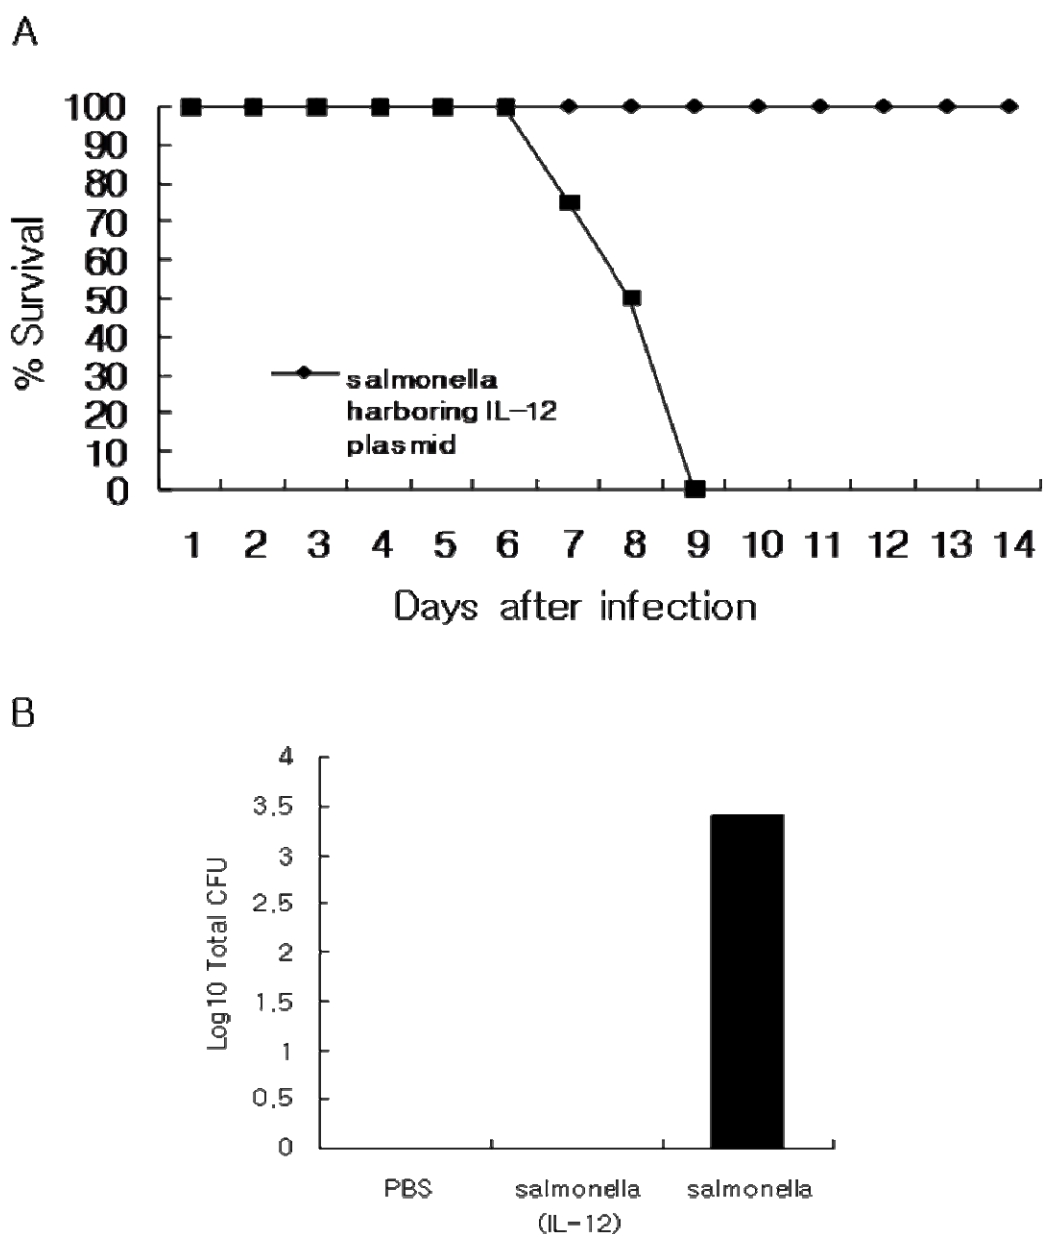 A
100
90
80
70
60
50
40
30
20
10
0
% Survival
salmonella
harboring IL-12
plasmid
1 2 3 4 5 6 7 8 9 10 11 12 13 14
Days after infection
B
4
3.5
3
2.5
2
1.5
1
0.5
0
Log10 Total CFU
PBS salmonella salmonella
(IL-12)